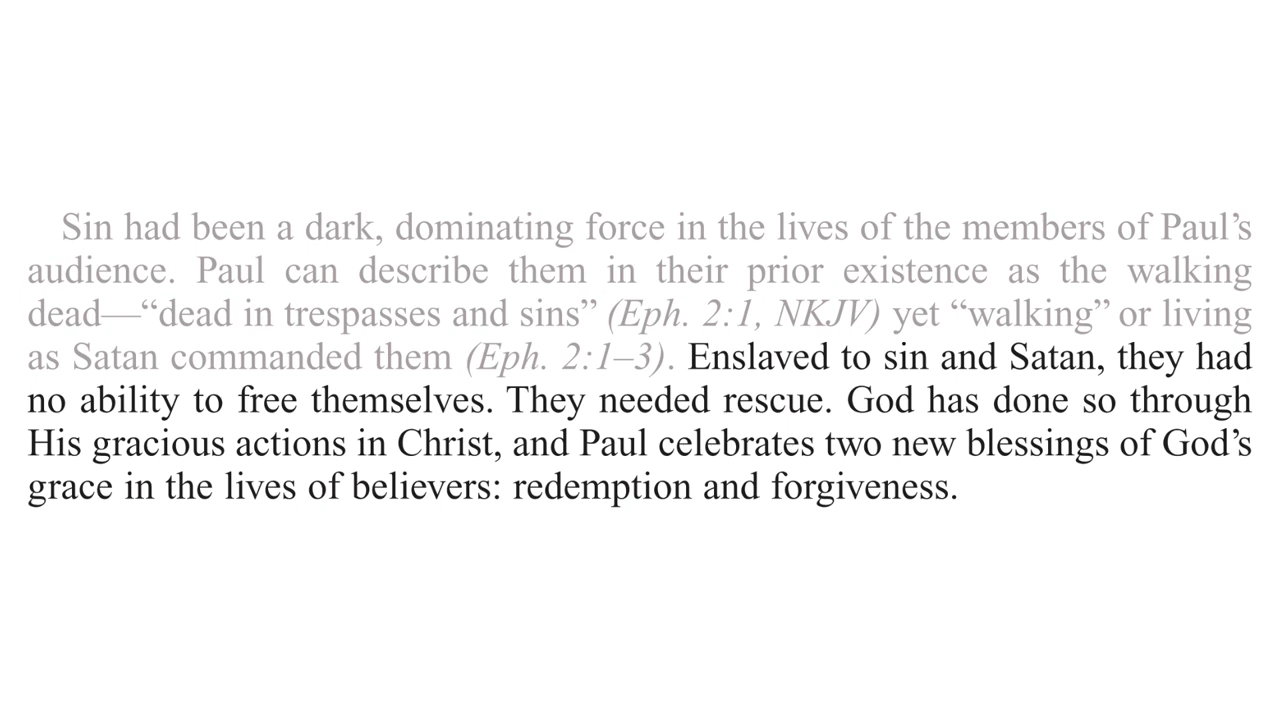 Sin had been a dark, dominating force in the lives of the members of Paul’s
audience. Paul can describe them in their prior existence as the walking
dead—“dead in trespasses and sins” (Eph. 2:1, NKJV) yet “walking” or living
as Satan commanded them (Eph. 2:1–3). Enslaved to sin and Satan, they had
no ability to free themselves. They needed rescue. God has done so through
His gracious actions in Christ, and Paul celebrates two new blessings of God’s
grace in the lives of believers: redemption and forgiveness.